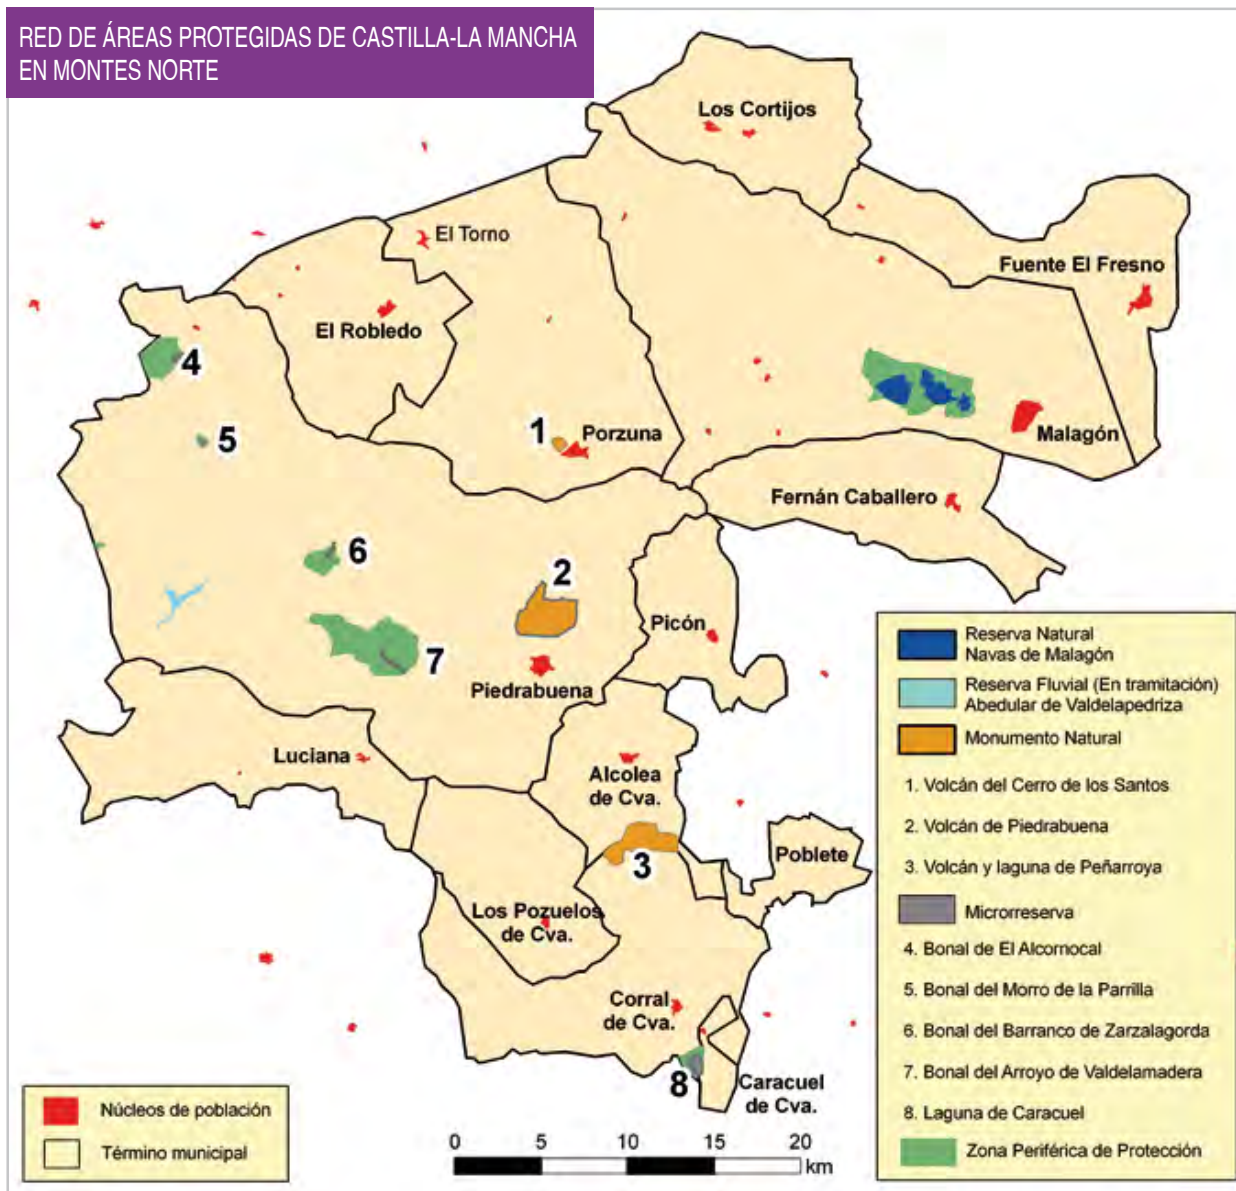 RED DE ÁREAS PROTEGIDAS DE CASTILLA-LA MANCHA
EN MONTES NORTE
Los Cortijos
El Torno
Fuente El Fresno
El Robledo
4
5
1
Porzuna
Malagón
Fernán Caballero
6
2
Picón
7
Piedrabuena
Luciana
Alcolea
de Cva.
Poblete
3
Los Pozuelos
de Cva.
Corral
de Cva.
8
Caracuel
de Cva.
Reserva Natural
Navas de Malagón
Reserva Fluvial (En tramitación)
Abedular de Valdelapedriza
Monumento Natural
1. Volcán del Cerro de los Santos
2. Volcán de Piedrabuena
3. Volcán y laguna de Peñarroya
Microrreserva
4. Bonal de El Alcornocal
5. Bonal del Morro de la Parrilla
6. Bonal del Barranco de Zarzalagorda
7. Bonal del Arroyo de Valdelamadera
8. Laguna de Caracuel
Zona Periférica de Protección
Núcleos de población
Término municipal
0 5 10 15 20
km